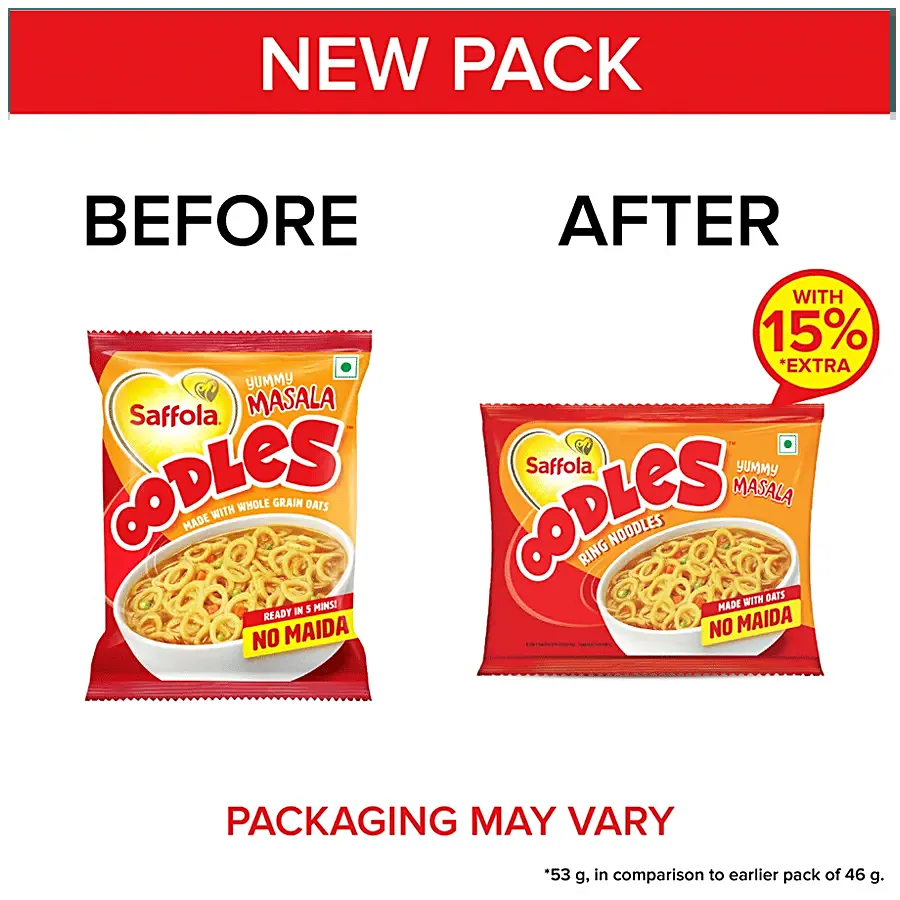 NEW PACK
BEFORE
AFTER
WITH
15%
*EXTRA
Saffola
YUMMY
MASALA
OODLES™
MADE WITH WHOLE GRAIN OATS
READY IN 5 MINS!
NO MAIDA
Saffola
OODLES™
YUMMY
MASALA
RING NOODLES
MADE WITH OATS
NO MAIDA
PACKAGING MAY VARY
*53 g, in comparison to earlier pack of 46 g.